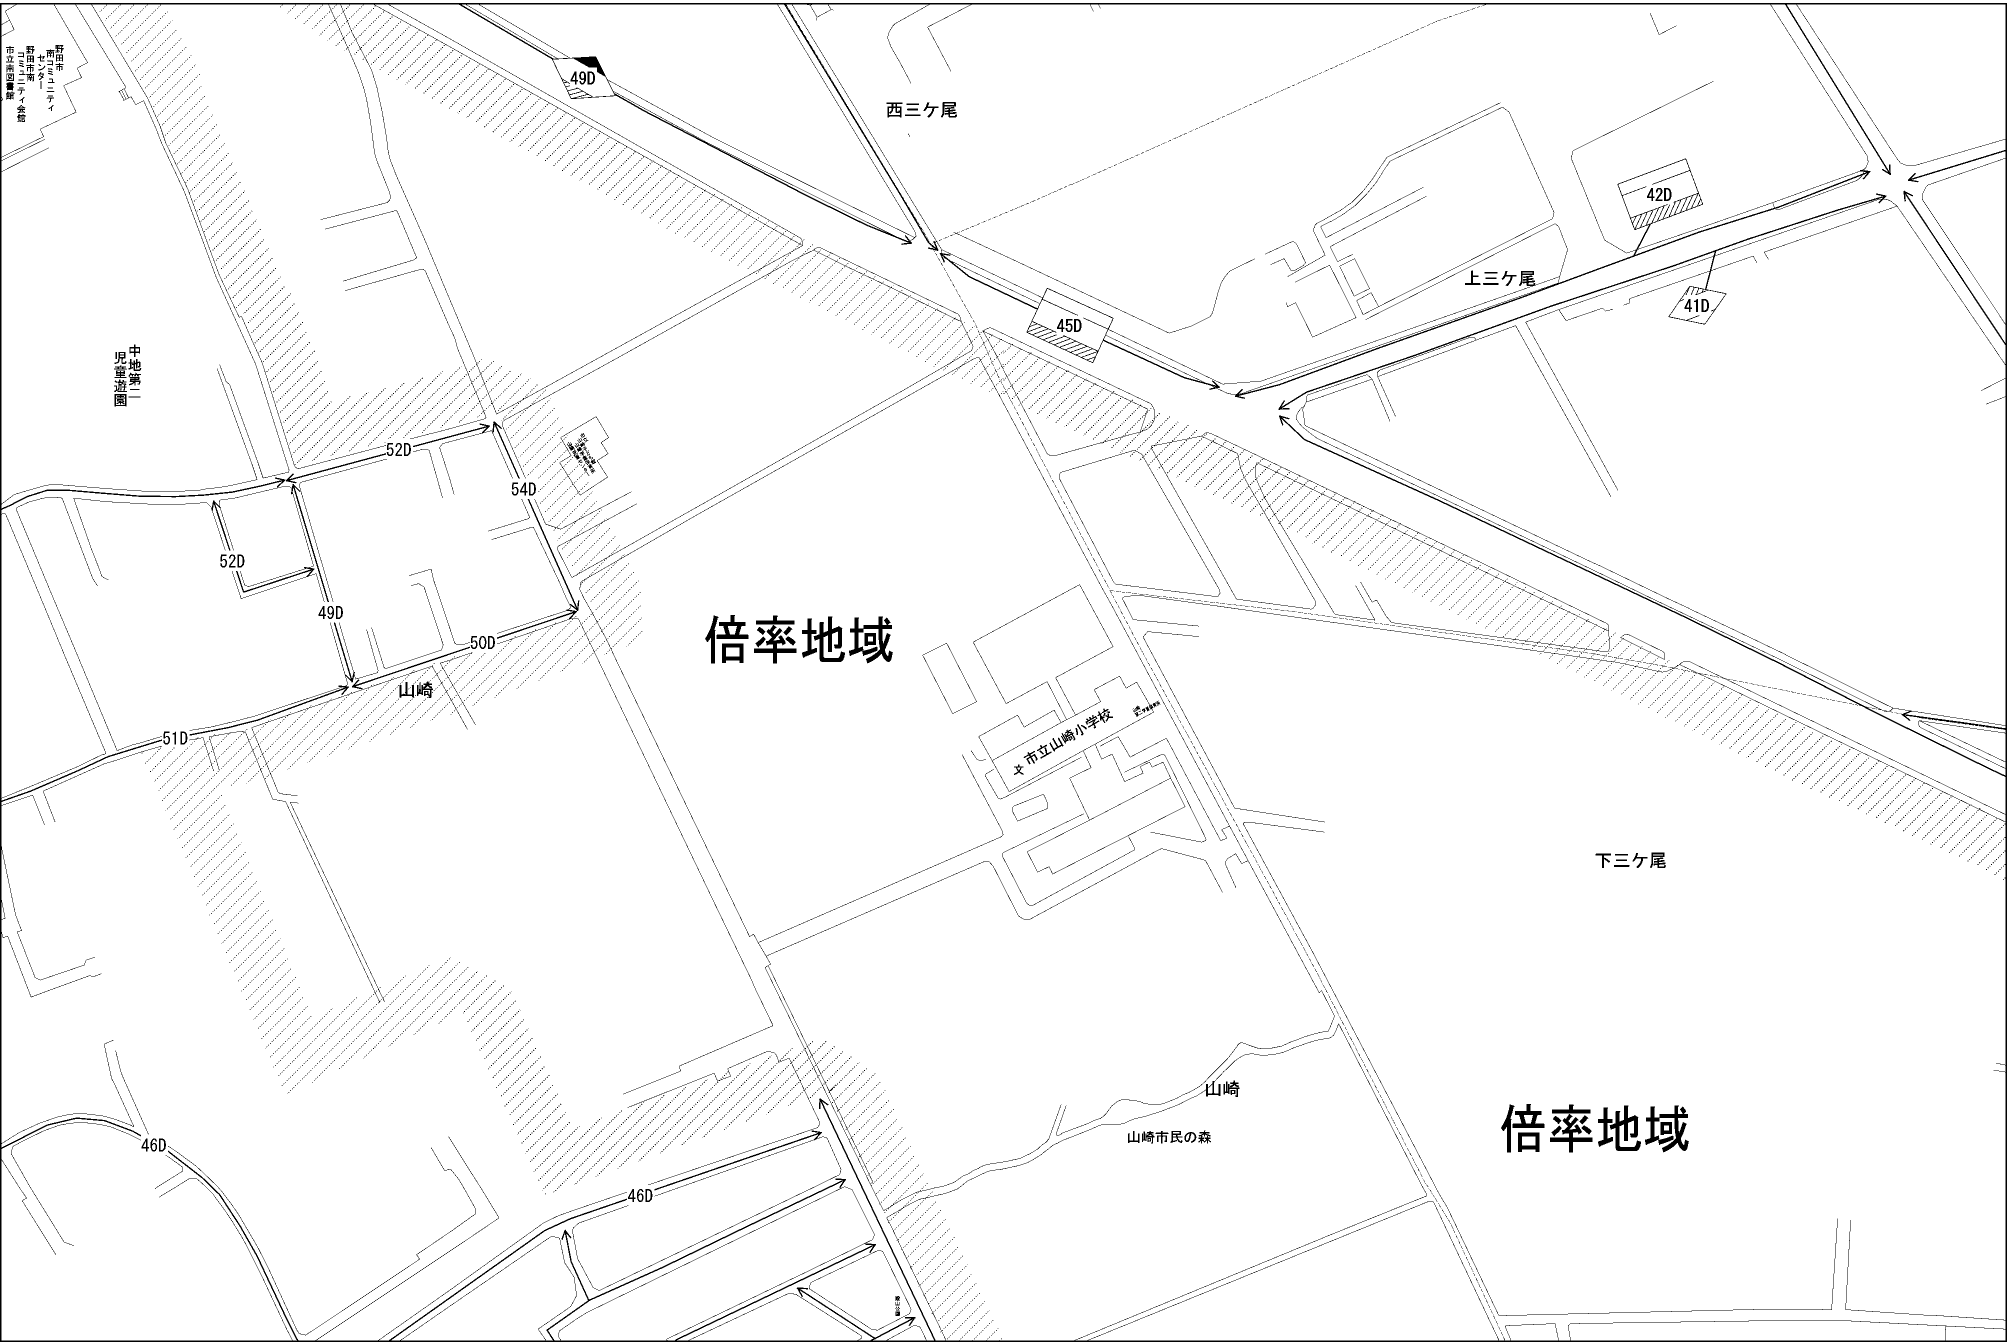 野田市
南コミュニティ
センター
野田市南
コミュニティ会館
市立南図書館
49D
西三ケ尾
42D
上三ケ尾
41D
45D
中地第二
児童遊園
52D
54D
52D
49D
50D
倍率地域
山崎
市立山崎小学校
51D
下三ケ尾
山崎
山崎市民の森
倍率地域
46D
46D